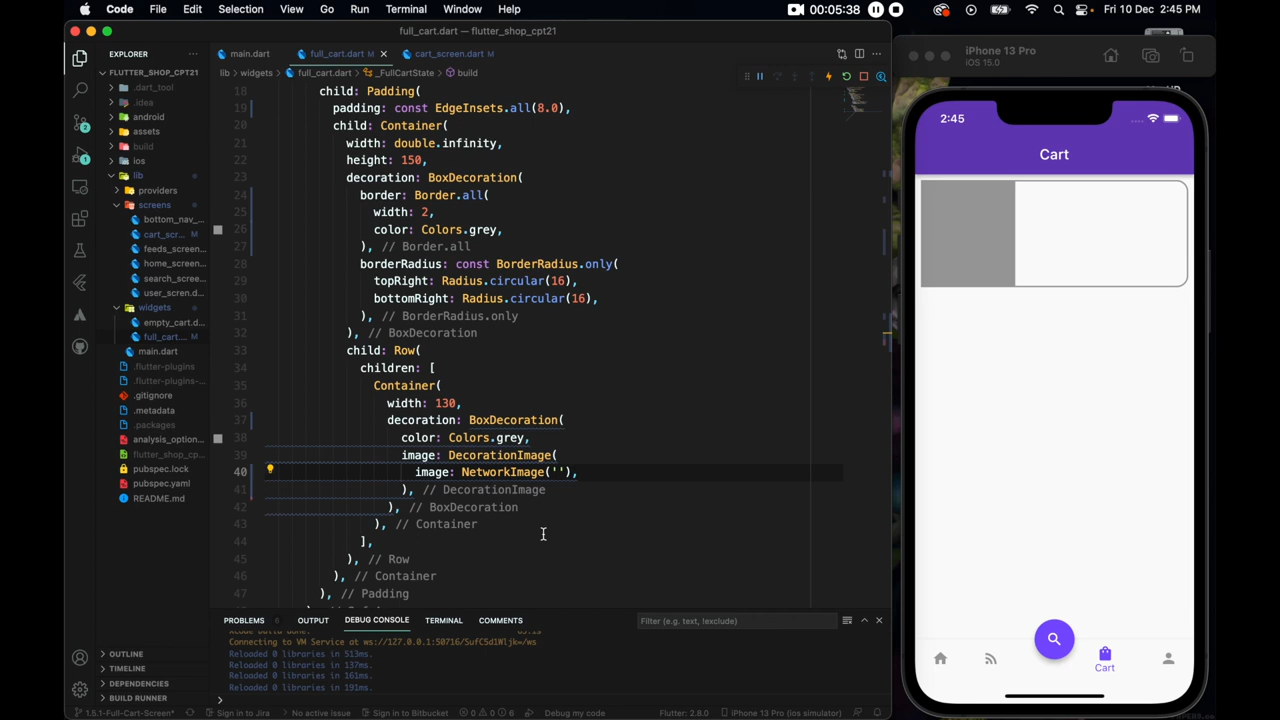 Code File Edit Selection View Go Run Terminal Window Help
00:05:38
Fri 10 Dec 2:45 PM
full_cart.dart — flutter_shop_cpt21
EXPLORER
FLUTTER_SHOP_CPT21
.dart_tool
.idea
android
assets
build
ios
lib
providers
screens
bottom_nav_...
cart_scr... M
feeds_screen...
home_screen...
search_scree...
user_scren.d...
widgets
empty_cart.d...
full_cart.... M
main.dart
.flutter-plugins
.flutter-plugins-...
.gitignore
.metadata
.packages
analysis_option...
flutter_shop_cp...
pubspec.lock
pubspec.yaml
README.md
OUTLINE
TIMELINE
DEPENDENCIES
BUILD RUNNER
main.dart
full_cart.dart M
cart_screen.dart M
lib > widgets > full_cart.dart > _FullCartState > build
18 child: Padding(
19 padding: const EdgeInsets.all(8.0),
20 child: Container(
21 width: double.infinity,
22 height: 150,
23 decoration: BoxDecoration(
24 border: Border.all(
25 width: 2,
26 color: Colors.grey,
27 ), // Border.all
28 borderRadius: const BorderRadius.only(
29 topRight: Radius.circular(16),
30 bottomRight: Radius.circular(16),
31 ), // BorderRadius.only
32 ), // BoxDecoration
33 child: Row(
34 children: [
35 Container(
36 width: 130,
37 decoration: BoxDecoration(
38 color: Colors.grey,
39 image: DecorationImage(
40 image: NetworkImage(''),
41 ), // DecorationImage
42 ), // BoxDecoration
43 ), // Container
44 ],
45 ), // Row
46 ), // Container
47 ), // Padding
PROBLEMS 6 OUTPUT DEBUG CONSOLE TERMINAL COMMENTS
Filter (e.g. text, !exclude)
Connecting to VM Service at ws://127.0.0.1:50716/5ufC5d1Wljk=/ws
Reloaded 0 libraries in 513ms.
Reloaded 0 libraries in 137ms.
Reloaded 0 libraries in 161ms.
Reloaded 0 libraries in 191ms.
1.5.1-Full-Cart-Screen* Sign in to Jira No active issue Sign in to Bitbucket 0 0 6 Debug my code Flutter: 2.8.0 iPhone 13 Pro (ios simulator)
iPhone 13 Pro
iOS 15.0
2:45
Cart
Cart